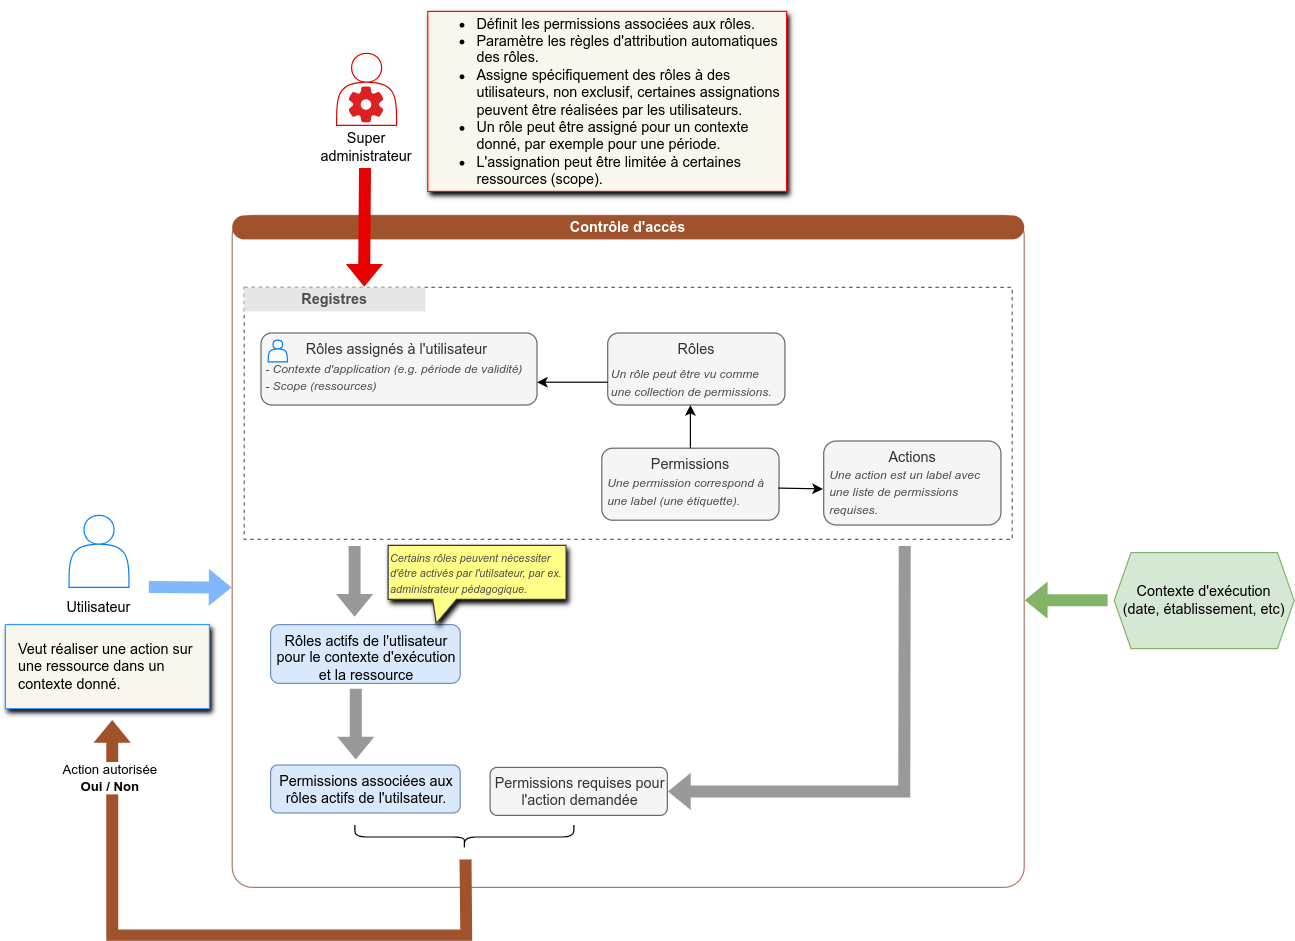 • Définit les permissions associées aux rôles.
• Paramètre les règles d'attribution automatiques
des rôles.
• Assigne spécifiquement des rôles à des
utilisateurs, non exclusif, certaines assignations
peuvent être réalisées par les utilisateurs.
• Un rôle peut être assigné pour un contexte
donné, par exemple pour une période.
• L'assignation peut être limitée à certaines
ressources (scope).
Super
administrateur
Contrôle d'accès
Registres
Rôles assignés à l'utilisateur
- Contexte d'application (e.g. période de validité)
- Scope (ressources)
Rôles
Un rôle peut être vu comme
une collection de permissions.
Permissions
Une permission correspond à
une label (une étiquette).
Actions
Une action est un label avec
une liste de permissions
requises.
Certains rôles peuvent nécessiter
d'être activés par l'utilsateur, par ex.
administrateur pédagogique.
Utilisateur
Veut réaliser une action sur
une ressource dans un
contexte donné.
Contexte d'exécution
(date, établissement, etc)
Rôles actifs de l'utlisateur
pour le contexte d'exécution
et la ressource
Action autorisée
Oui / Non
Permissions associées aux
rôles actifs de l'utilsateur.
Permissions requises pour
l'action demandée